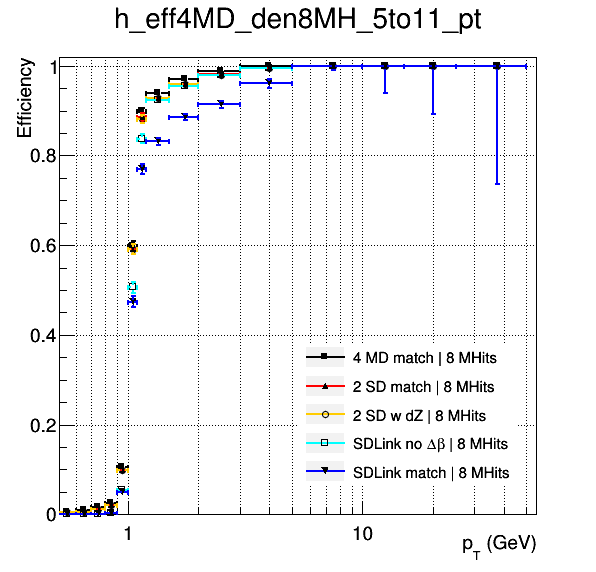 h_eff4MD_den8MH_5to11_pt
Efficiency
1
0.8
0.6
0.4
0.2
0
4 MD match | 8 MHits
2 SD match | 8 MHits
2 SD w dZ | 8 MHits
SDLink no Δβ | 8 MHits
SDLink match | 8 MHits
1
10
p_T (GeV)